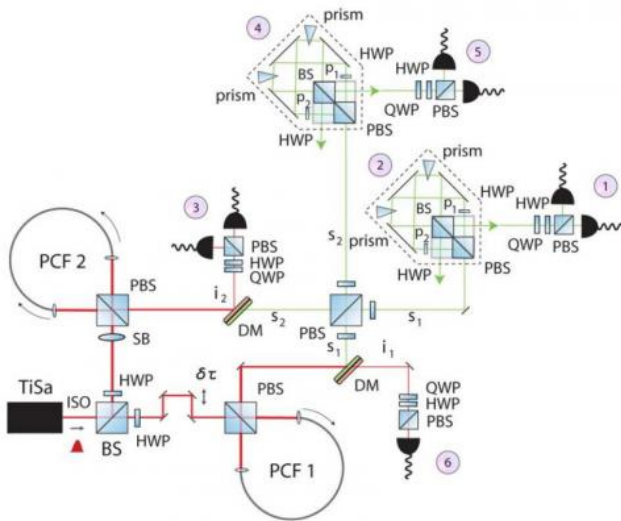 4
prism
HWP
5
HWP
BS
p1
prism
p2
QWP
PBS
HWP
PBS
prism
2
HWP
1
3
HWP
BS
p1
s2
prism
p2
QWP
PBS
PBS
HWP
QWP
HWP
PBS
PCF 2
PBS
i2
s2
s1
DM
PBS
SB
s1
i1
DM
δτ
TiSa
ISO
HWP
PBS
QWP
HWP
PBS
BS
HWP
PCF 1
6